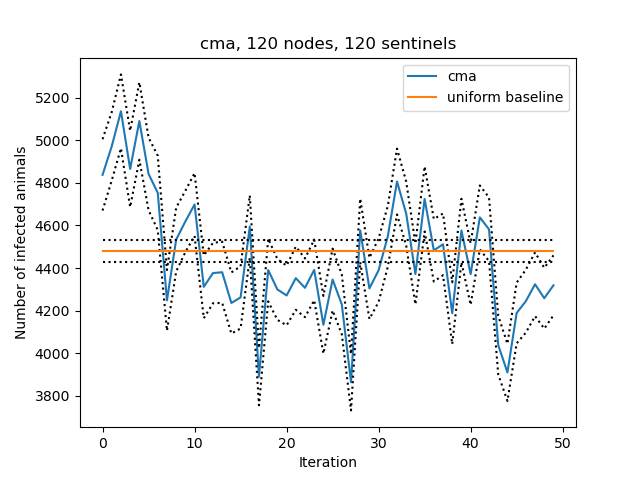 cma, 120 nodes, 120 sentinels
cma
uniform baseline
Number of infected animals
5200
5000
4800
4600
4400
4200
4000
3800
0 10 20 30 40 50
Iteration